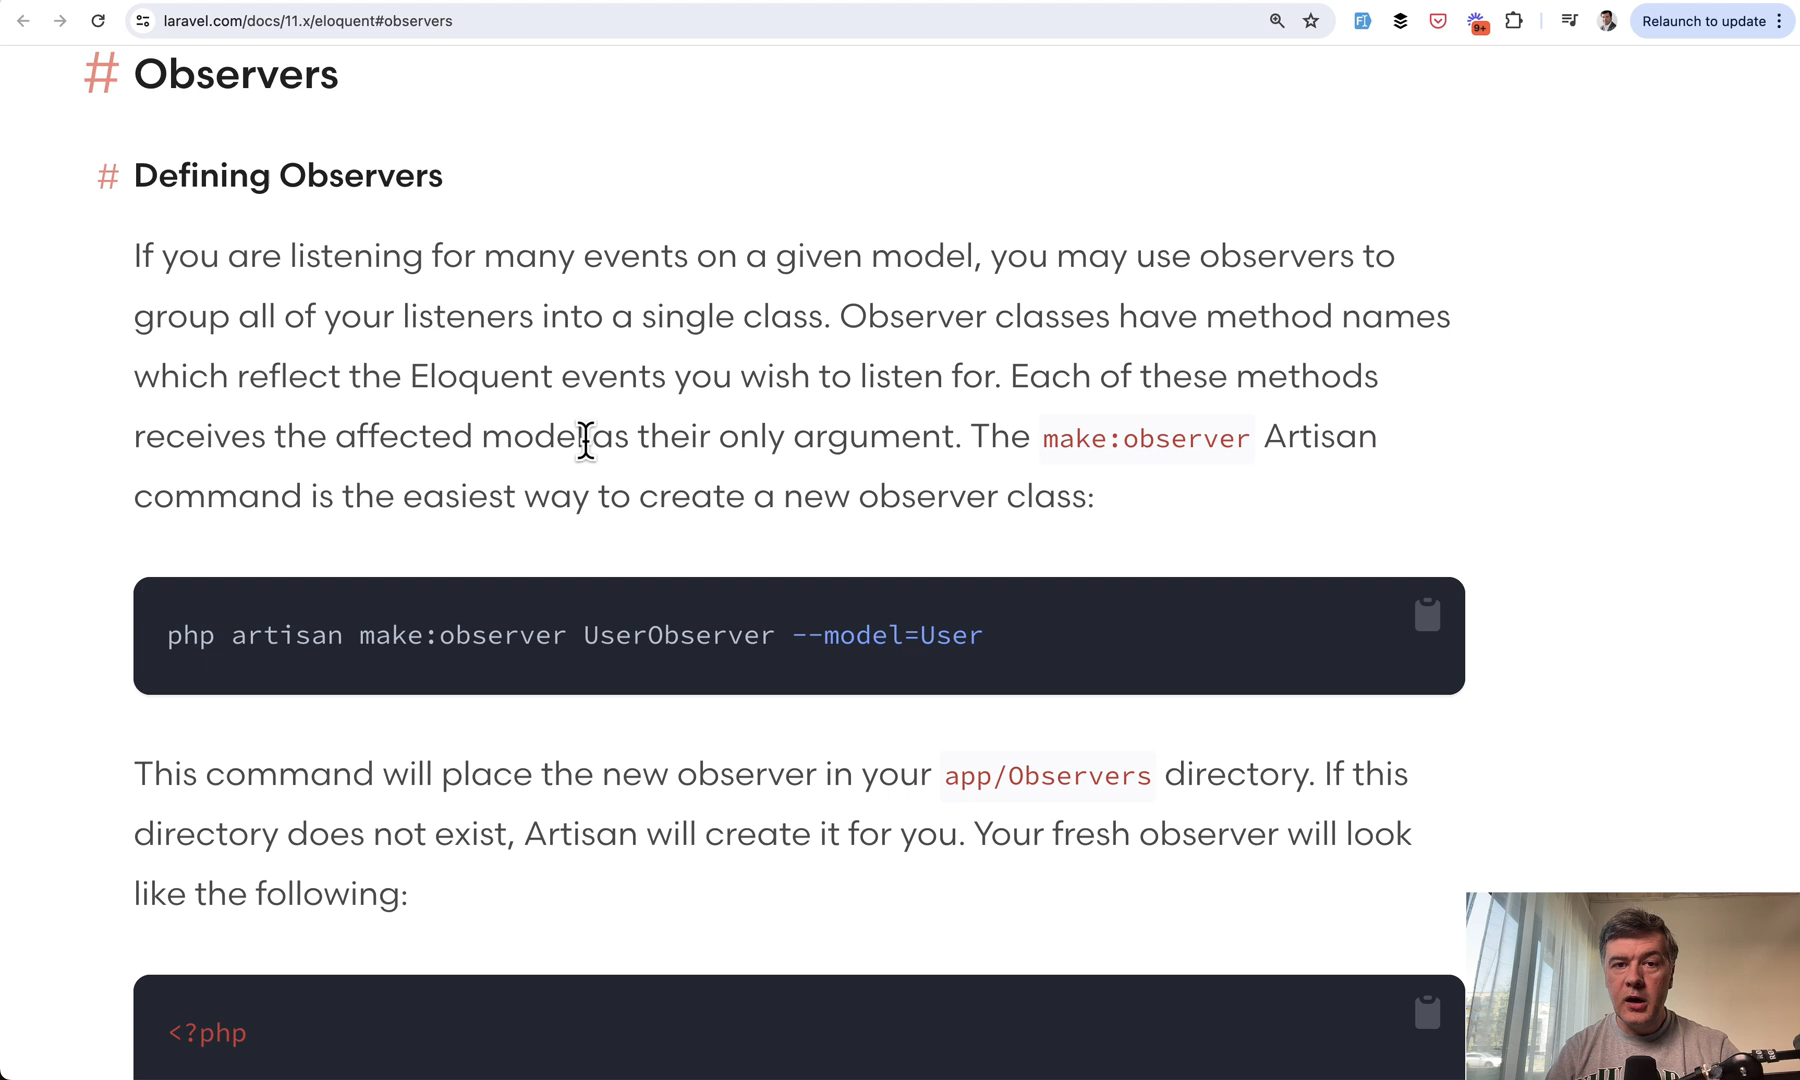 laravel.com/docs/11.x/eloquent#observers
9+
Relaunch to update
# Observers
# Defining Observers
If you are listening for many events on a given model, you may use observers to
group all of your listeners into a single class. Observer classes have method names
which reflect the Eloquent events you wish to listen for. Each of these methods
receives the affected model as their only argument. The make:observer Artisan
command is the easiest way to create a new observer class:
php artisan make:observer UserObserver --model=User
This command will place the new observer in your app/Observers directory. If this
directory does not exist, Artisan will create it for you. Your fresh observer will look
like the following:
<?php